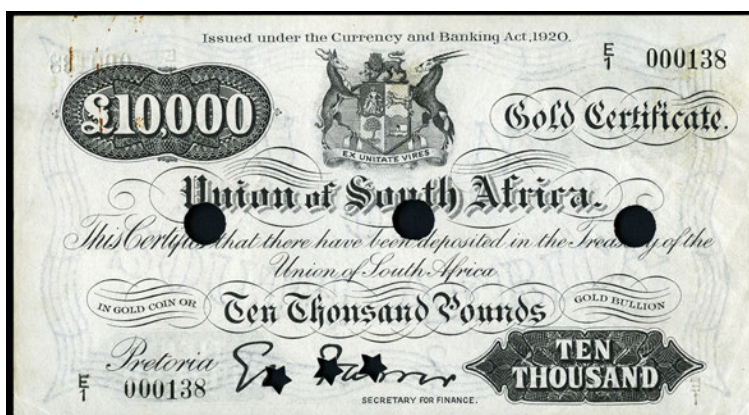 Issued under the Currency and Banking Act, 1920.
E/1 000138
£10,000
Gold Certificate.
EX UNITATE VIRES
Union of South Africa.
This that there have been deposited in the of the
Union of South Africa
IN GOLD COIN OR Ten Thousand Pounds GOLD BULLION
Pretoria
E/1 000138
SECRETARY FOR FINANCE.
TEN
THOUSAND